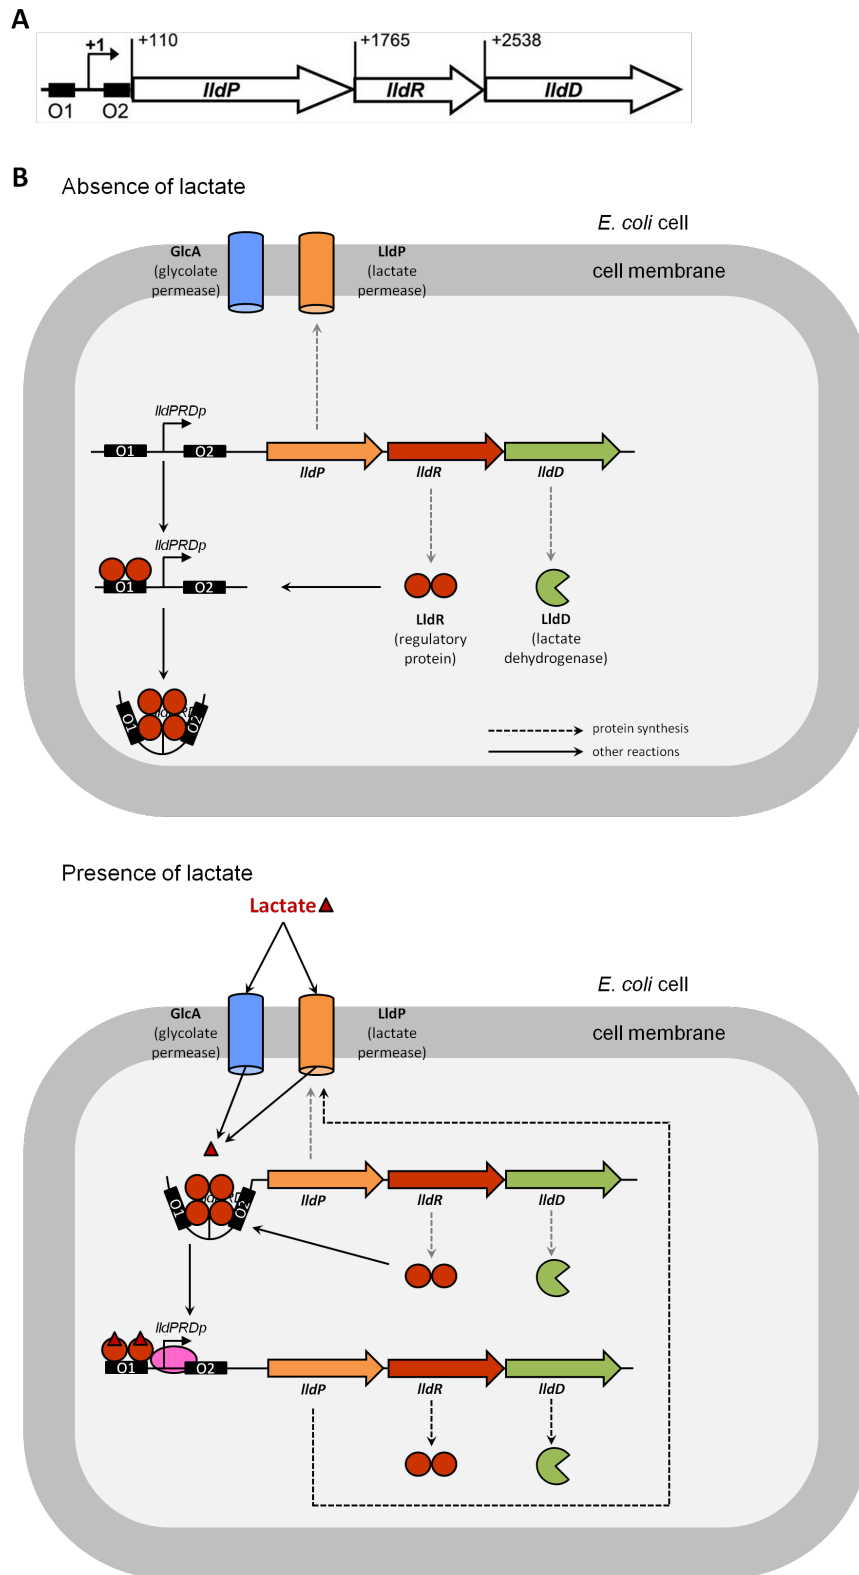 A
+1
+110
+1765
+2538
lldP
lldR
lldD
O1
O2
B
Absence of lactate
E. coli cell
GlcA
(glycolate
permease)
LldP
(lactate
permease)
cell membrane
lldPRDp
O1
O2
lldP
lldR
lldD
lldPRDp
O1
O2
LldR
(regulatory
protein)
LldD
(lactate
dehydrogenase)
O1
O2
protein synthesis
other reactions
Presence of lactate
Lactate
E. coli cell
GlcA
(glycolate
permease)
LldP
(lactate
permease)
cell membrane
O1
O2
lldP
lldR
lldD
lldPRDp
O1
O2
lldP
lldR
lldD